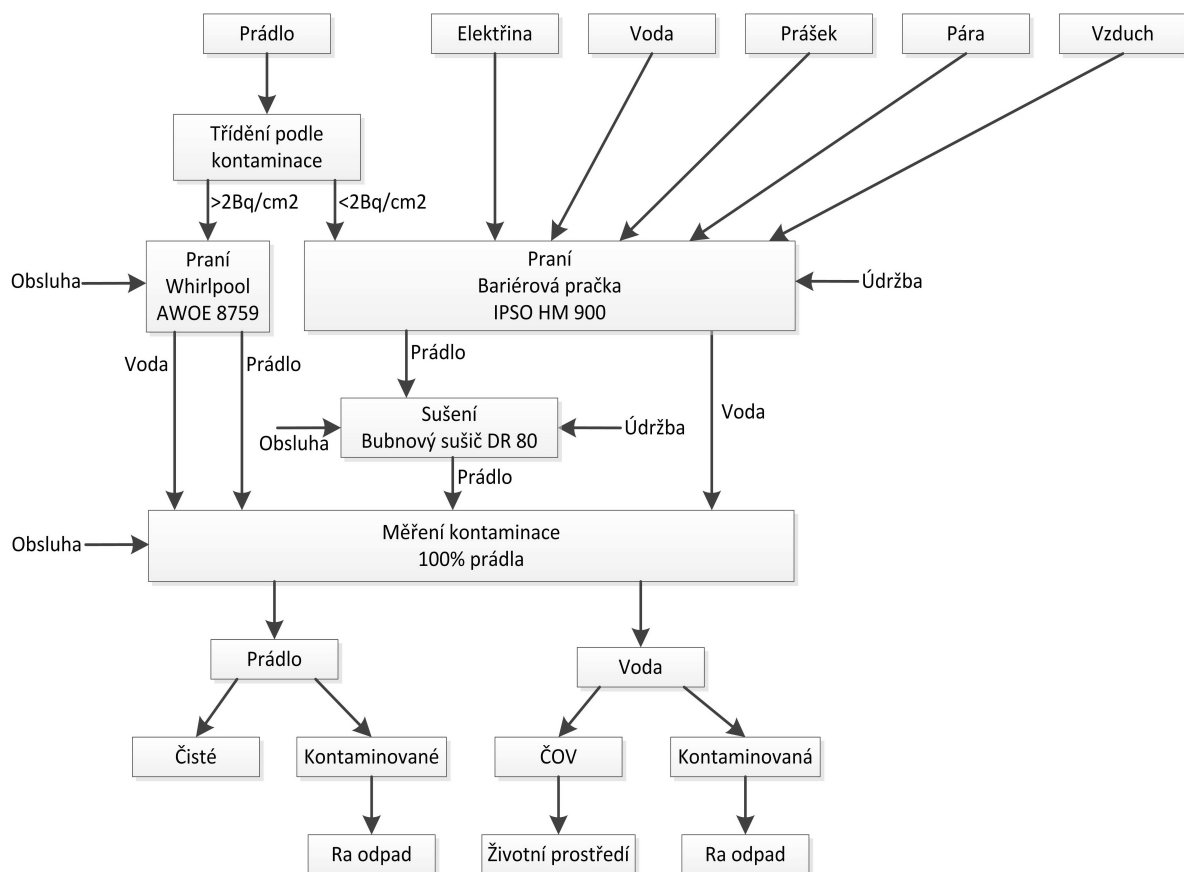 Prádlo
Elektřina
Voda
Prášek
Pára
Vzduch
Třídění podle
kontaminace
>2Bq/cm2
<2Bq/cm2
Obsluha
Praní
Whirlpool
AWOE 8759
Praní
Bariérová pračka
IPSO HM 900
Údržba
Voda
Prádlo
Prádlo
Voda
Obsluha
Sušení
Bubnový sušič DR 80
Údržba
Prádlo
Obsluha
Měření kontaminace
100% prádla
Prádlo
Voda
Čisté
Kontaminované
ČOV
Kontaminovaná
Ra odpad
Životní prostředí
Ra odpad